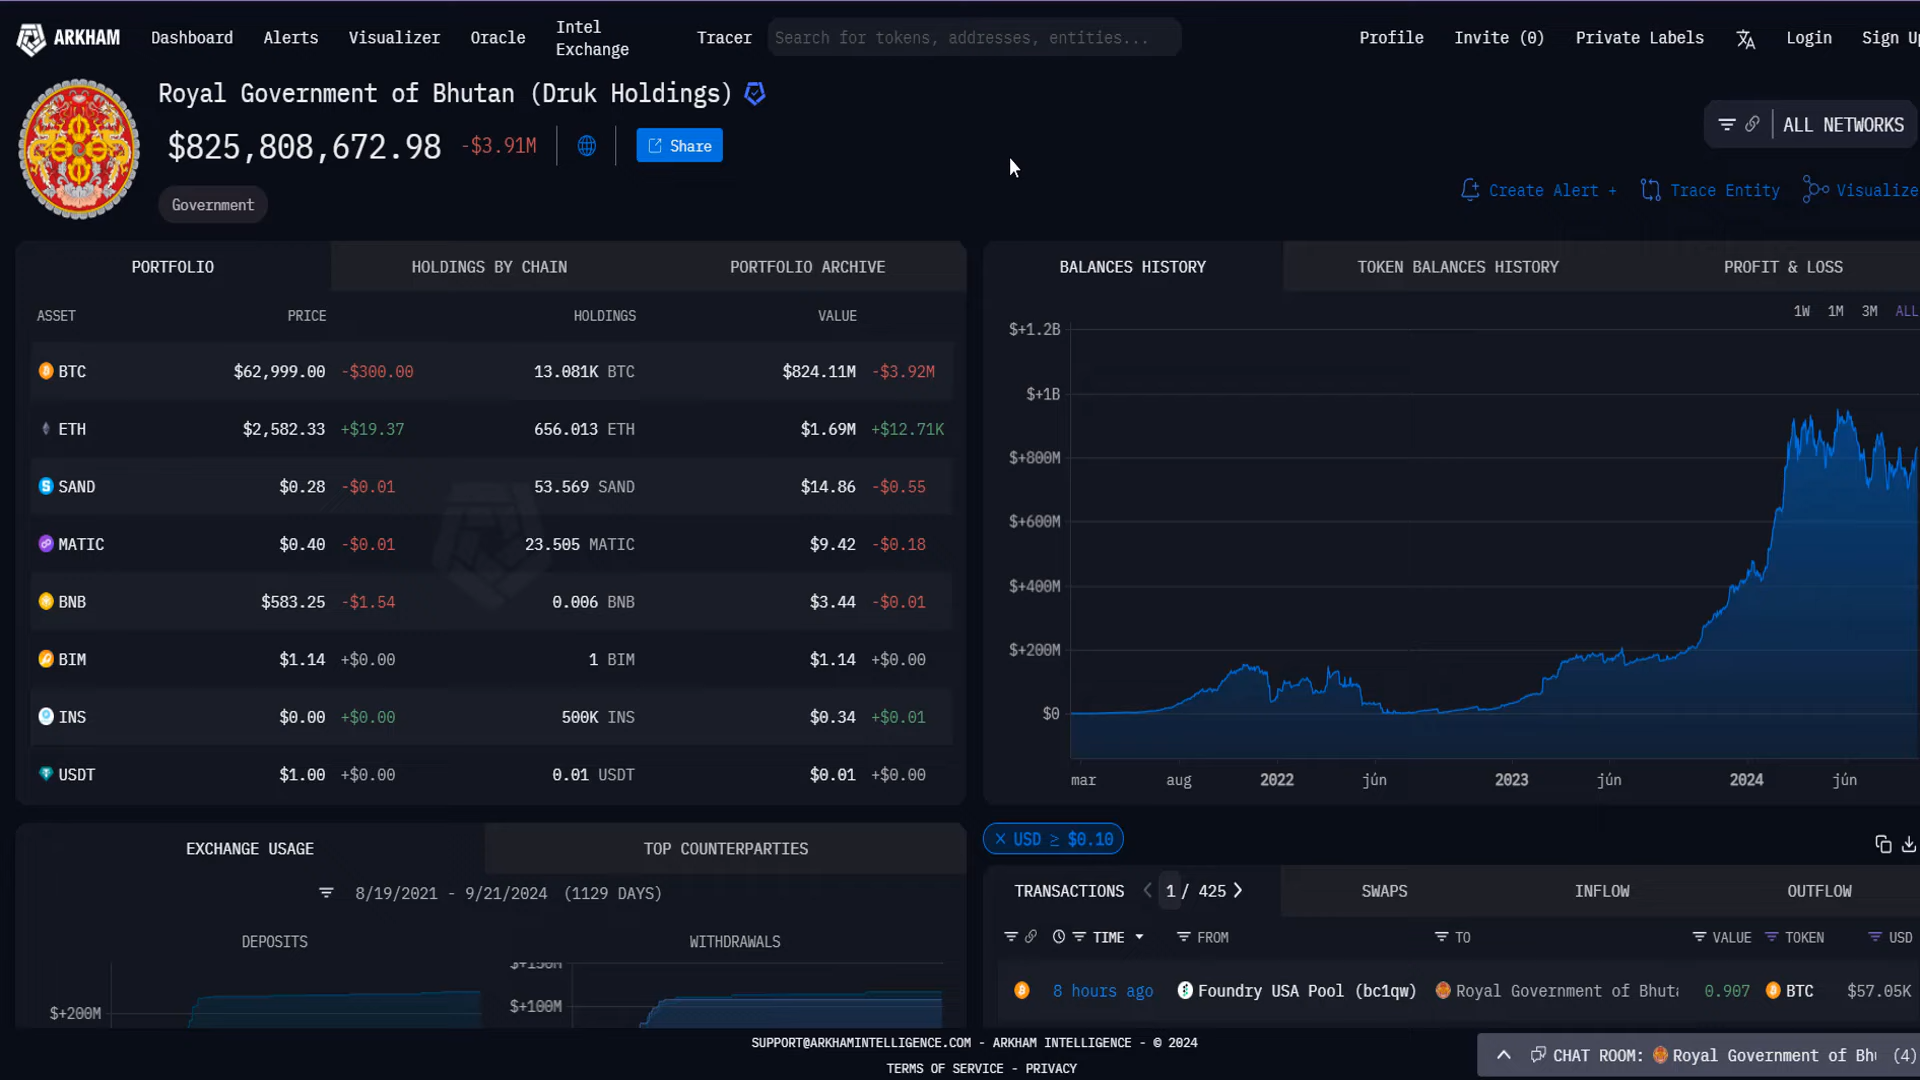 ARKHAM
Dashboard
Alerts
Visualizer
Oracle
Intel
Exchange
Tracer
Search for tokens, addresses, entities...
Profile
Invite (0)
Private Labels
Login
Sign Up
Royal Government of Bhutan (Druk Holdings)
$825,808,672.98 -$3.91M
Share
ALL NETWORKS
Government
Create Alert +
Trace Entity
Visualize
PORTFOLIO
HOLDINGS BY CHAIN
PORTFOLIO ARCHIVE
ASSET PRICE HOLDINGS VALUE
BTC $62,999.00 -$300.00 13.081K BTC $824.11M -$3.92M
ETH $2,582.33 +$19.37 656.013 ETH $1.69M +$12.71K
SAND $0.28 -$0.01 53.569 SAND $14.86 -$0.55
MATIC $0.40 -$0.01 23.505 MATIC $9.42 -$0.18
BNB $583.25 -$1.54 0.006 BNB $3.44 -$0.01
BIM $1.14 +$0.00 1 BIM $1.14 +$0.00
INS $0.00 +$0.00 500K INS $0.34 +$0.01
USDT $1.00 +$0.00 0.01 USDT $0.01 +$0.00
BALANCES HISTORY
TOKEN BALANCES HISTORY
PROFIT & LOSS
1W 1M 3M ALL
$+1.2B
$+1B
$+800M
$+600M
$+400M
$+200M
$0
mar aug 2022 jún 2023 jún 2024 jún
EXCHANGE USAGE
TOP COUNTERPARTIES
8/19/2021 - 9/21/2024 (1129 DAYS)
DEPOSITS
WITHDRAWALS
$+200M
$+150M
$+100M
USD ≥ $0.10
TRANSACTIONS 1 / 425
SWAPS
INFLOW
OUTFLOW
TIME FROM TO VALUE TOKEN USD
8 hours ago Foundry USA Pool (bc1qw) Royal Government of Bhuta 0.907 BTC $57.05K
SUPPORT@ARKHAMINTELLIGENCE.COM - ARKHAM INTELLIGENCE - © 2024
TERMS OF SERVICE - PRIVACY
CHAT ROOM: Royal Government of Bhu (4)